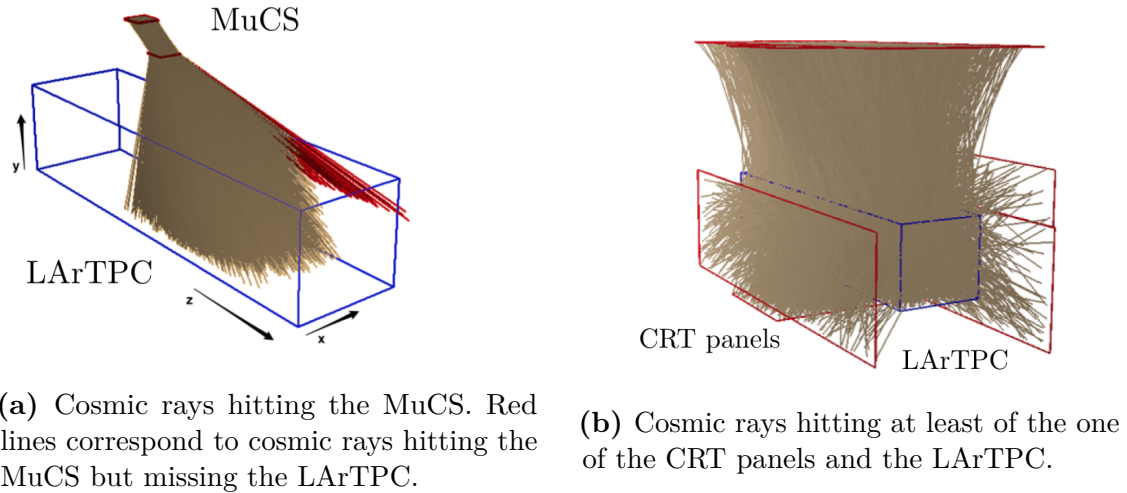 MuCS
LArTPC
y
z
x
CRT panels
LArTPC
(a) Cosmic rays hitting the MuCS. Red
lines correspond to cosmic rays hitting the
MuCS but missing the LArTPC.
(b) Cosmic rays hitting at least of the one
of the CRT panels and the LArTPC.